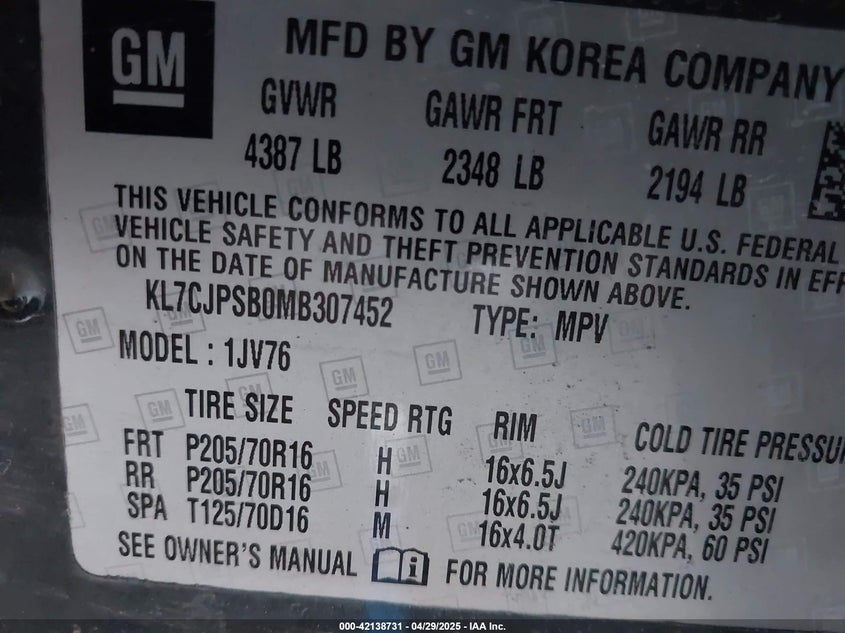 GM
MFD BY GM KOREA COMPANY
GVWR GAWR FRT GAWR RR
4387 LB 2348 LB 2194 LB
THIS VEHICLE CONFORMS TO ALL APPLICABLE U.S. FEDERAL
VEHICLE SAFETY AND THEFT PREVENTION STANDARDS IN EFF
ON THE DATE OF MANUFACTURE SHOWN ABOVE.
KL7CJPSB0MB307452 TYPE: MPV
MODEL : 1JV76
TIRE SIZE SPEED RTG RIM COLD TIRE PRESSU
FRT P205/70R16 H 16x6.5J 240KPA, 35 PSI
RR P205/70R16 H 16x6.5J 240KPA, 35 PSI
SPA T125/70D16 M 16x4.0T 420KPA, 60 PSI
SEE OWNER'S MANUAL i FOR MORE INFORMATION.
000-42138731 - 04/29/2025 - IAA Inc.